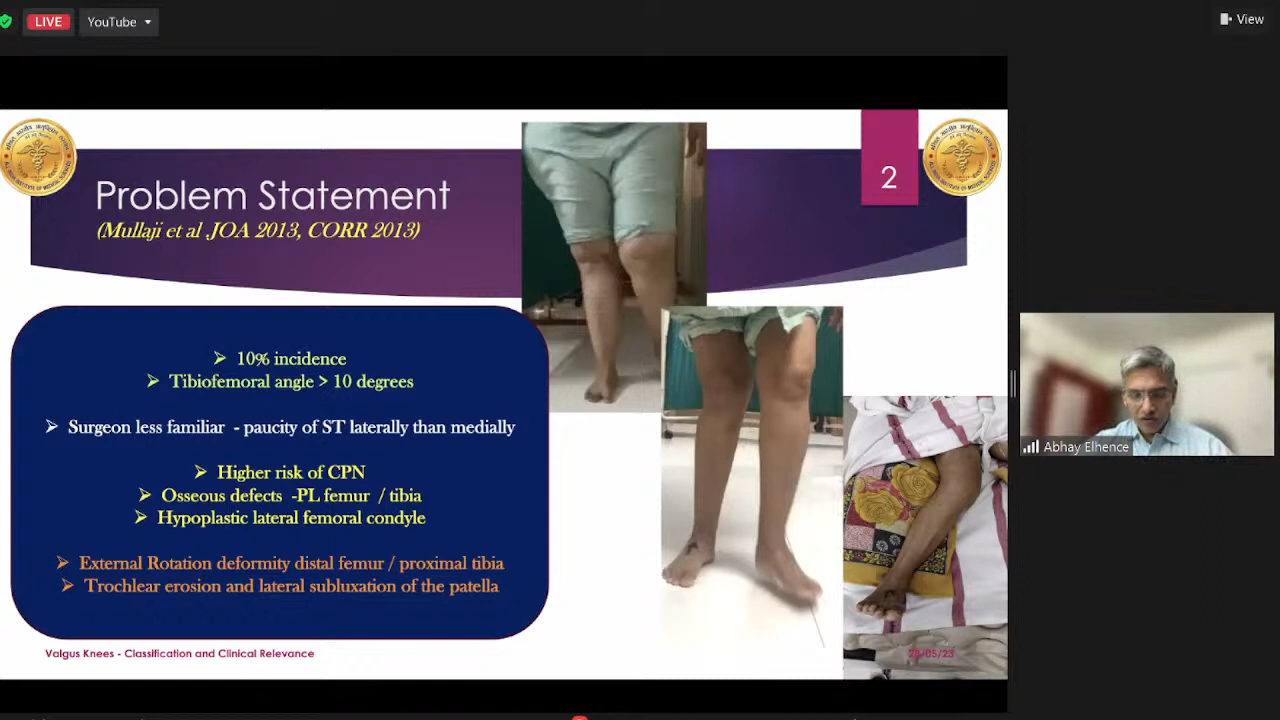 LIVE
YouTube
View
2
Problem Statement
(Mullaji et al .JOA 2013, CORR 2013)
➢ 10% incidence
➢ Tibiofemoral angle > 10 degrees
➢ Surgeon less familiar - paucity of ST laterally than medially
➢ Higher risk of CPN
➢ Osseous defects -PL femur / tibia
➢ Hypoplastic lateral femoral condyle
➢ External Rotation deformity distal femur / proximal tibia
➢ Trochlear erosion and lateral subluxation of the patella
Abhay Elhence
Valgus Knees - Classification and Clinical Relevance